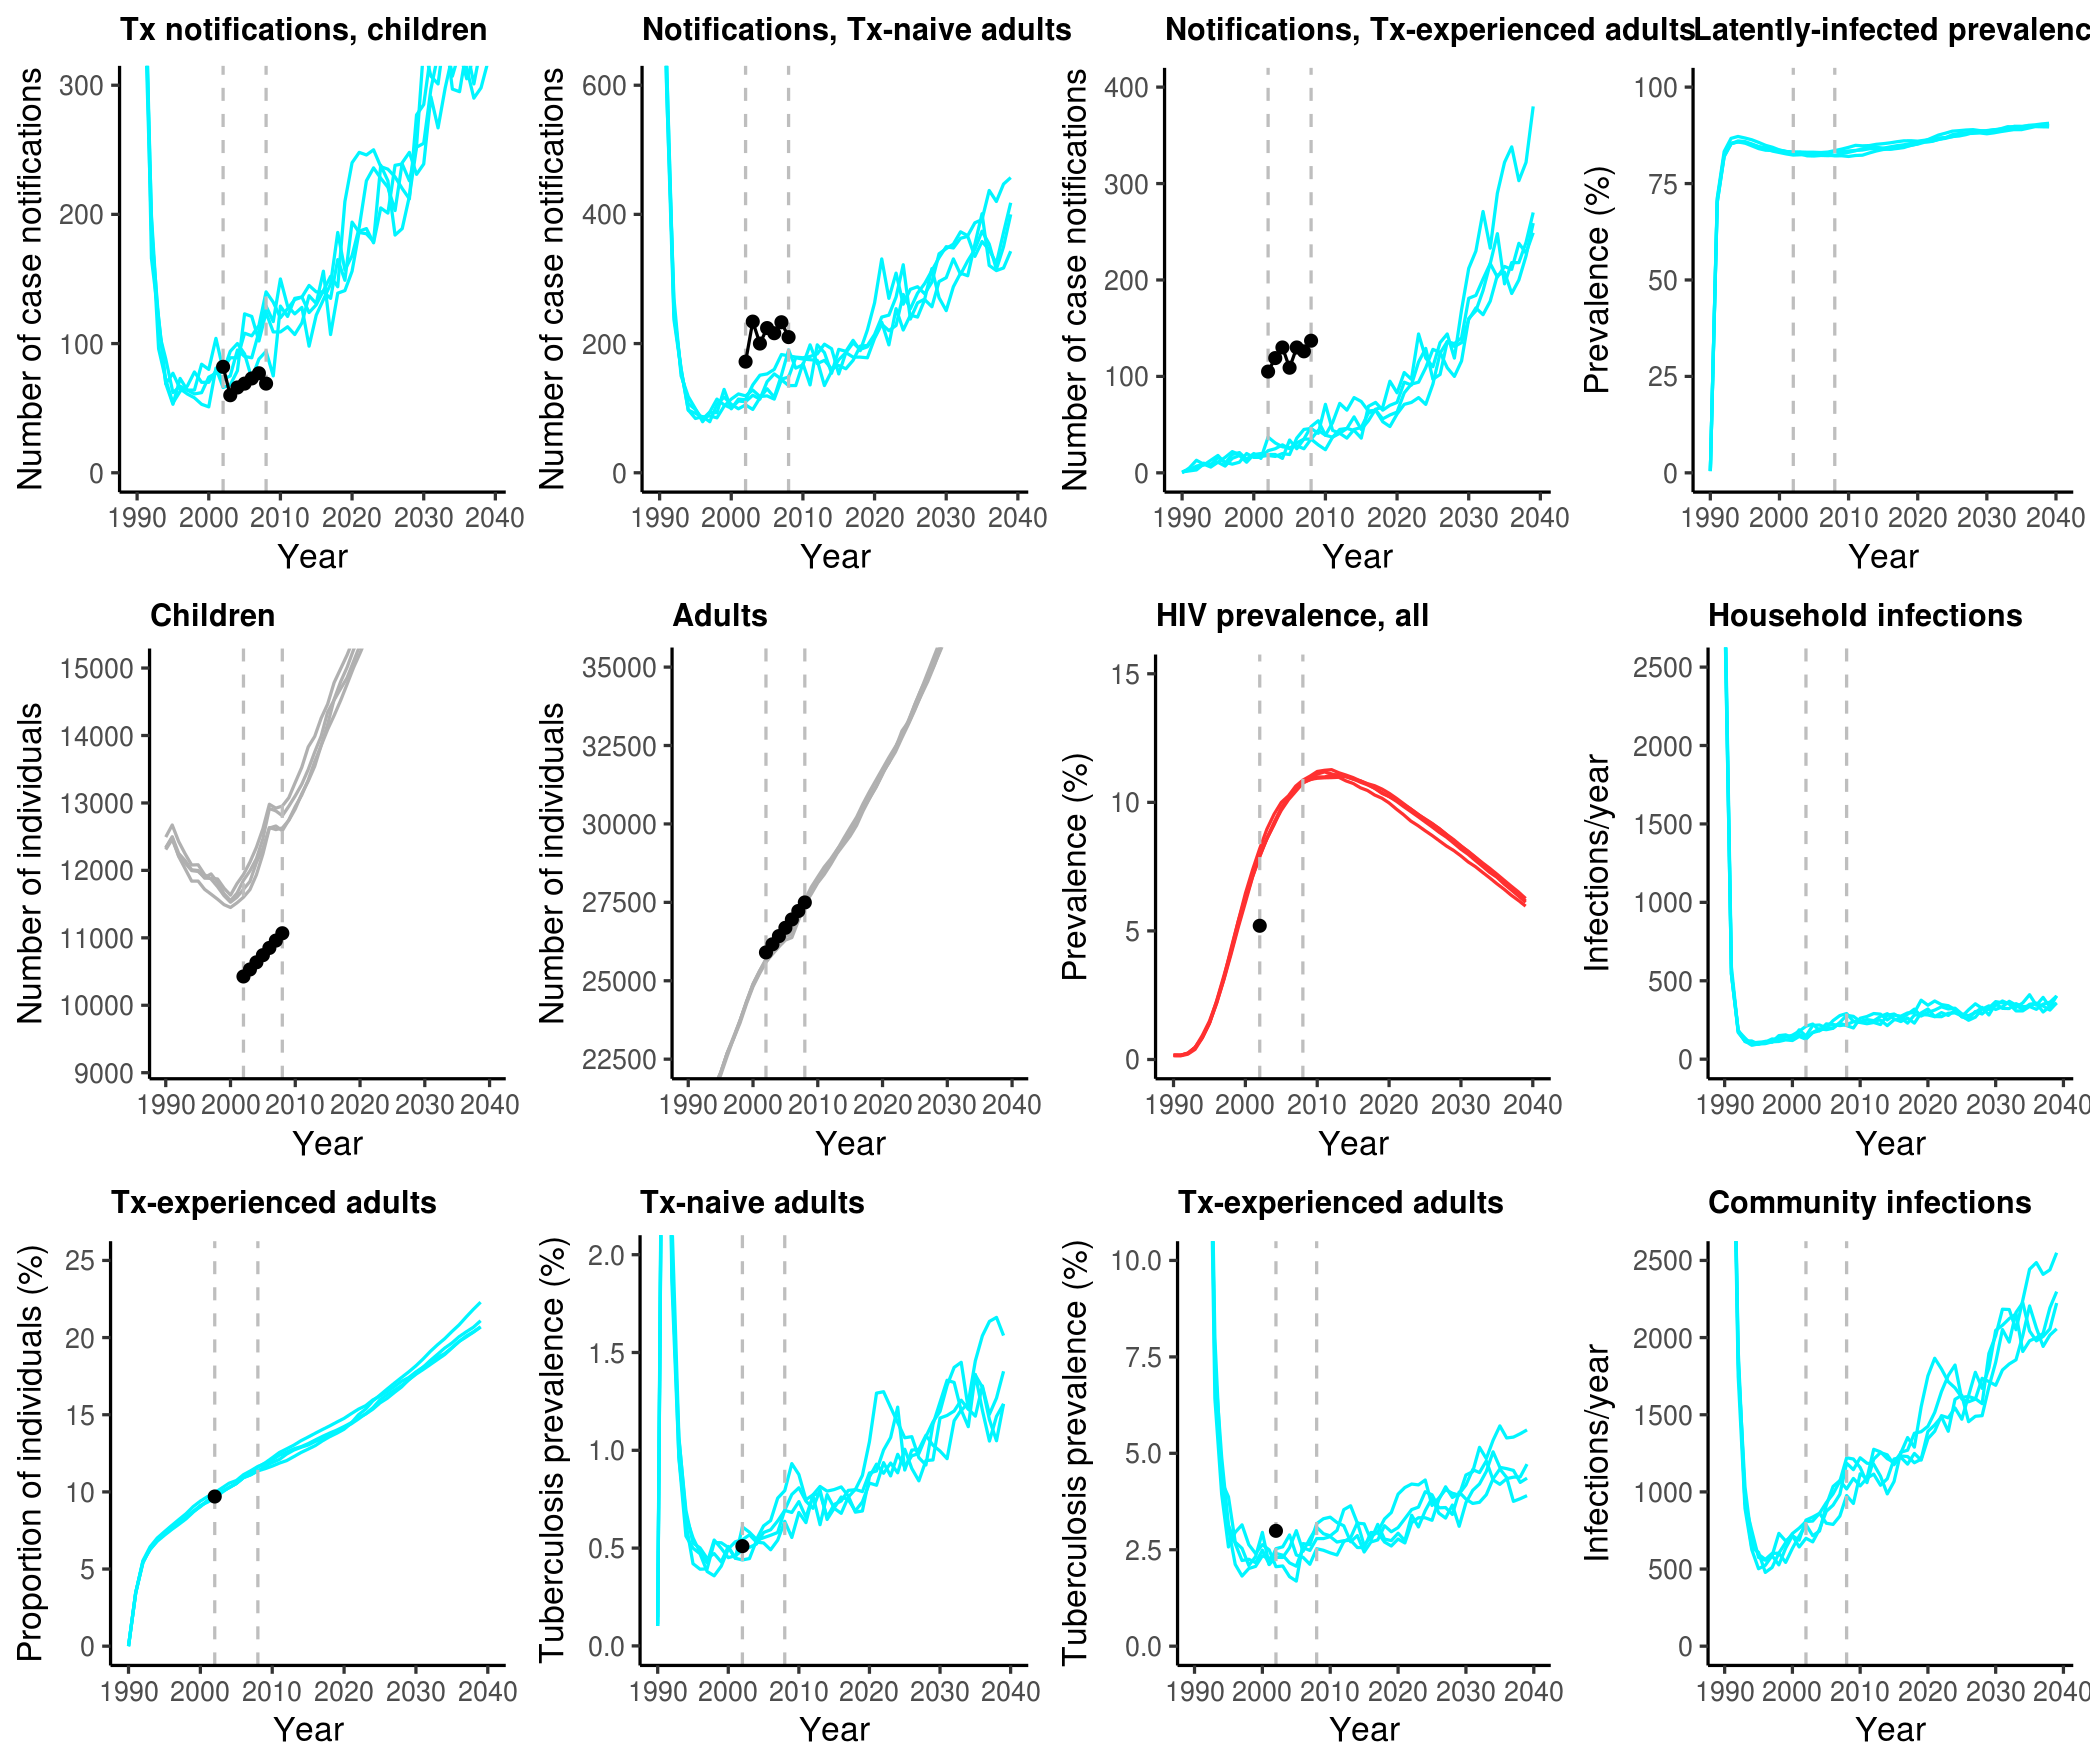 Tx notifications, children
Number of case notifications
300
200
100
0
1990 2000 2010 2020 2030 2040
Year
Notifications, Tx-naive adults
Number of case notifications
600
400
200
0
1990 2000 2010 2020 2030 2040
Year
Notifications, Tx-experienced adults
Number of case notifications
400
300
200
100
0
1990 2000 2010 2020 2030 2040
Year
Latently-infected prevalenc
Prevalence (%)
100
75
50
25
0
1990 2000 2010 2020 2030 2040
Year
Children
Number of individuals
15000
14000
13000
12000
11000
10000
9000
1990 2000 2010 2020 2030 2040
Year
Adults
Number of individuals
35000
32500
30000
27500
25000
22500
1990 2000 2010 2020 2030 2040
Year
HIV prevalence, all
Prevalence (%)
15
10
5
0
1990 2000 2010 2020 2030 2040
Year
Household infections
Infections/year
2500
2000
1500
1000
500
0
1990 2000 2010 2020 2030 2040
Year
Tx-experienced adults
Proportion of individuals (%)
25
20
15
10
5
0
1990 2000 2010 2020 2030 2040
Year
Tx-naive adults
Tuberculosis prevalence (%)
2.0
1.5
1.0
0.5
0.0
1990 2000 2010 2020 2030 2040
Year
Tx-experienced adults
Tuberculosis prevalence (%)
10.0
7.5
5.0
2.5
0.0
1990 2000 2010 2020 2030 2040
Year
Community infections
Infections/year
2500
2000
1500
1000
500
0
1990 2000 2010 2020 2030 2040
Year